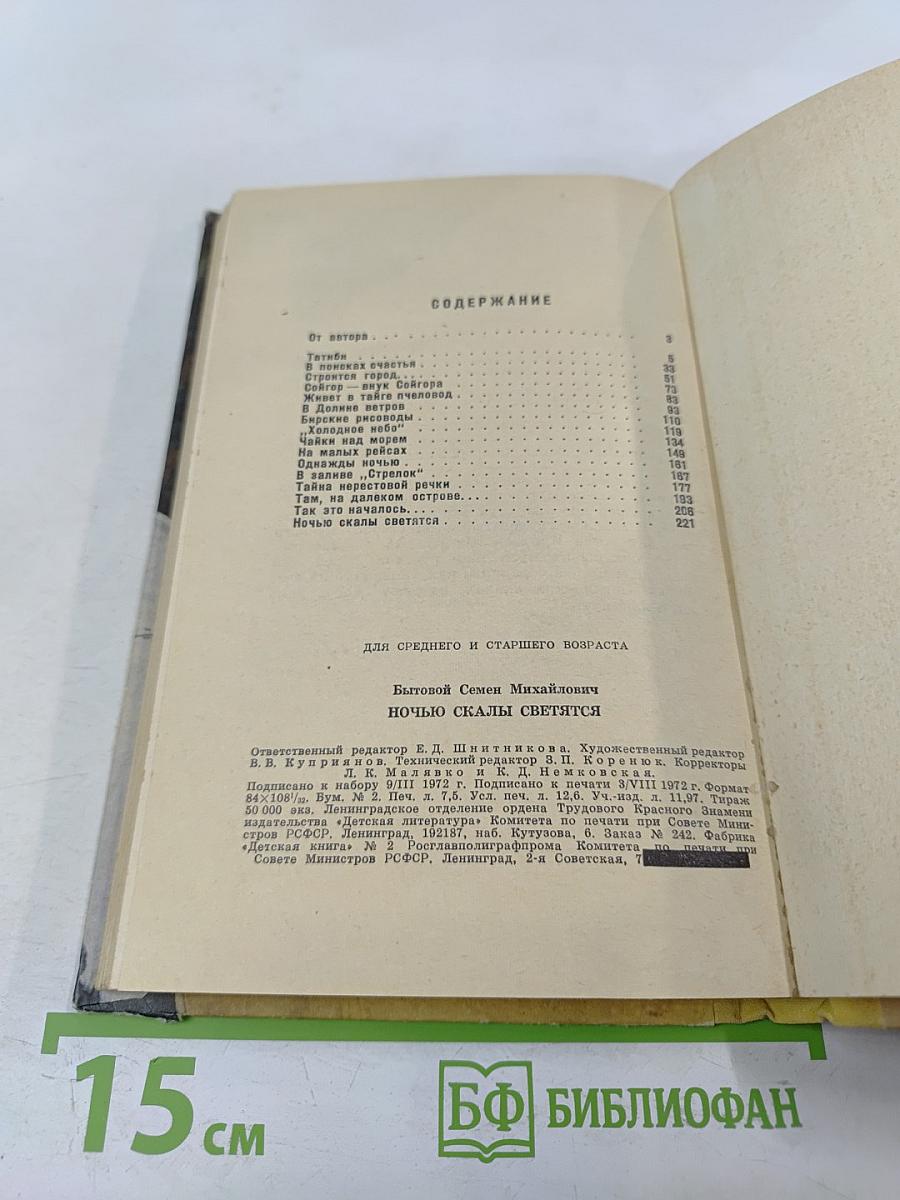 СОДЕРЖАНИЕ
От автора . . . 3
Татиби . . . 5
В поисках счастья . . . 33
Строится город. . . 51
Сойгор — внук Сойгора . . . 73
Живет в тайге пчеловод . . . 83
В Долине ветров . . . 93
Бирские рисоводы . . . 110
„Холодное небо“ . . . 119
Чайки над морем . . . 134
На малых рейсах . . . 149
Однажды ночью . . . 161
В заливе „Стрелок“ . . . 167
Тайна нерестовой речки . . . 177
Там, на далеком острове. . . 193
Так это началось. . . 208
Ночью скалы светятся . . . 221
ДЛЯ СРЕДНЕГО И СТАРШЕГО ВОЗРАСТА
Бытовой Семен Михайлович
НОЧЬЮ СКАЛЫ СВЕТЯТСЯ
Ответственный редактор Е. Д. Шнитникова. Художественный редактор
В. В. Куприянов. Технический редактор З. П. Коренюк. Корректоры
Л. К. Малявко и К. Д. Немковская.
Подписано к набору 9/III 1972 г. Подписано к печати 3/VIII 1972 г. Формат
84×108¹/₃₂. Бум. № 2. Печ. л. 7,5. Усл. печ. л. 12,6. Уч.-изд. л. 11,97. Тираж
50 000 экз. Ленинградское отделение ордена Трудового Красного Знамени
издательства «Детская литература» Комитета по печати при Совете Мини-
стров РСФСР. Ленинград, 192187, наб. Кутузова, 6. Заказ № 242. Фабрика
«Детская книга» № 2 Росглавполиграфпрома Комитета по печати при
Совете Министров РСФСР. Ленинград, 2-я Советская, 7
15 см
БФ БИБЛИОФАН